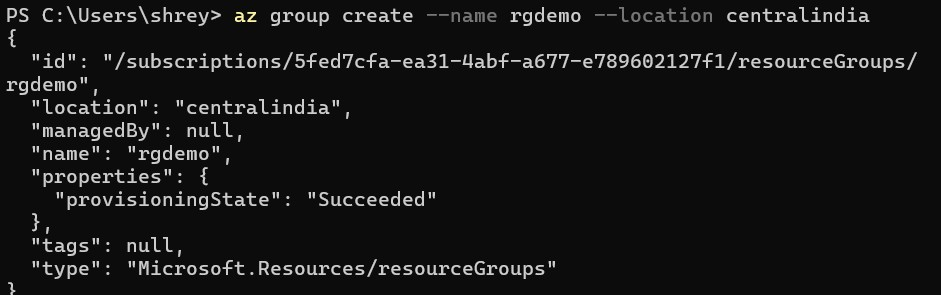 PS C:\Users\shrey> az group create --name rgdemo --location centralindia
{
  "id": "/subscriptions/5fed7cfa-ea31-4abf-a677-e789602127f1/resourceGroups/
rgdemo",
  "location": "centralindia",
  "managedBy": null,
  "name": "rgdemo",
  "properties": {
    "provisioningState": "Succeeded"
  },
  "tags": null,
  "type": "Microsoft.Resources/resourceGroups"
}